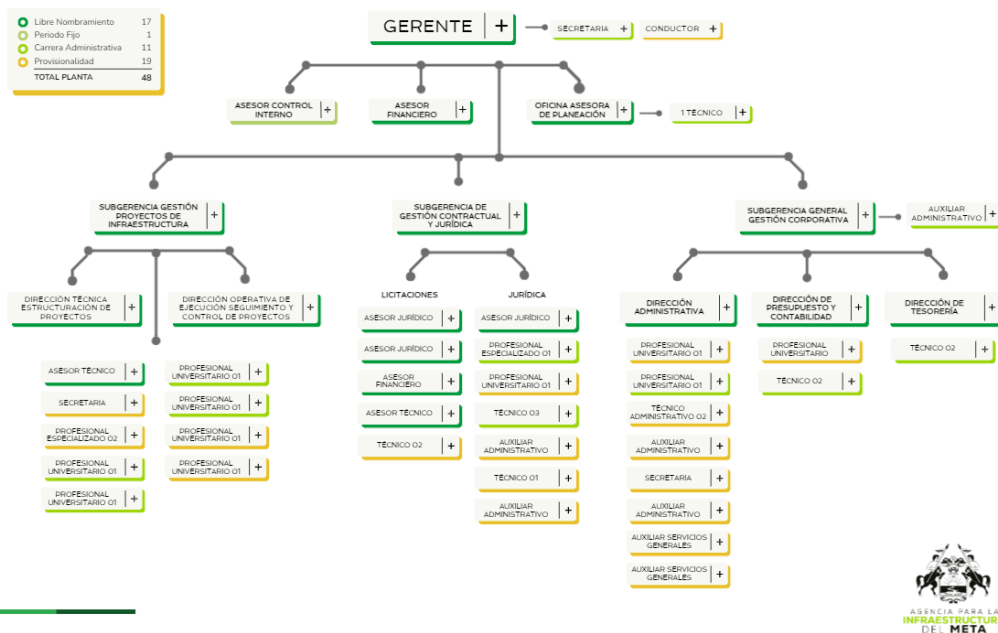 Libre Nombramiento 17
Periodo Fijo 1
Carrera Administrativa 11
Provisionalidad 19
TOTAL PLANTA 48
GERENTE +
SECRETARIA +
CONDUCTOR +
ASESOR CONTROL
INTERNO +
ASESOR
FINANCIERO +
OFICINA ASESORA
DE PLANEACIÓN +
1 TÉCNICO +
SUBGERENCIA GESTIÓN
PROYECTOS DE
INFRAESTRUCTURA +
SUBGERENCIA DE
GESTIÓN CONTRACTUAL
Y JURÍDICA +
SUBGERENCIA GENERAL
GESTIÓN CORPORATIVA +
AUXILIAR
ADMINISTRATIVO +
DIRECCIÓN TÉCNICA
ESTRUCTURACIÓN DE
PROYECTOS +
DIRECCIÓN OPERATIVA DE
EJECUCIÓN SEGUIMIENTO Y
CONTROL DE PROYECTOS +
ASESOR TÉCNICO +
SECRETARIA +
PROFESIONAL
ESPECIALIZADO 02 +
PROFESIONAL
UNIVERSITARIO 01 +
PROFESIONAL
UNIVERSITARIO 01 +
PROFESIONAL
UNIVERSITARIO 01 +
PROFESIONAL
UNIVERSITARIO 01 +
PROFESIONAL
UNIVERSITARIO 01 +
PROFESIONAL
UNIVERSITARIO 01 +
LICITACIONES
ASESOR JURÍDICO +
ASESOR JURÍDICO +
ASESOR
FINANCIERO +
ASESOR TÉCNICO +
TÉCNICO 02 +
JURÍDICA
ASESOR JURÍDICO +
PROFESIONAL
ESPECIALIZADO 01 +
PROFESIONAL
UNIVERSITARIO 01 +
TÉCNICO 03 +
AUXILIAR
ADMINISTRATIVO +
TÉCNICO 01 +
AUXILIAR
ADMINISTRATIVO +
DIRECCIÓN
ADMINISTRATIVA +
PROFESIONAL
UNIVERSITARIO 01 +
PROFESIONAL
UNIVERSITARIO 01 +
TÉCNICO
ADMINISTRATIVO 02 +
AUXILIAR
ADMINISTRATIVO +
SECRETARIA +
AUXILIAR
ADMINISTRATIVO +
AUXILIAR SERVICIOS
GENERALES +
AUXILIAR SERVICIOS
GENERALES +
DIRECCIÓN DE
PRESUPUESTO Y
CONTABILIDAD +
PROFESIONAL
UNIVERSITARIO +
TÉCNICO 02 +
DIRECCIÓN DE
TESORERÍA +
TÉCNICO 02 +
AGENCIA PARA LA
INFRAESTRUCTUR
DEL META